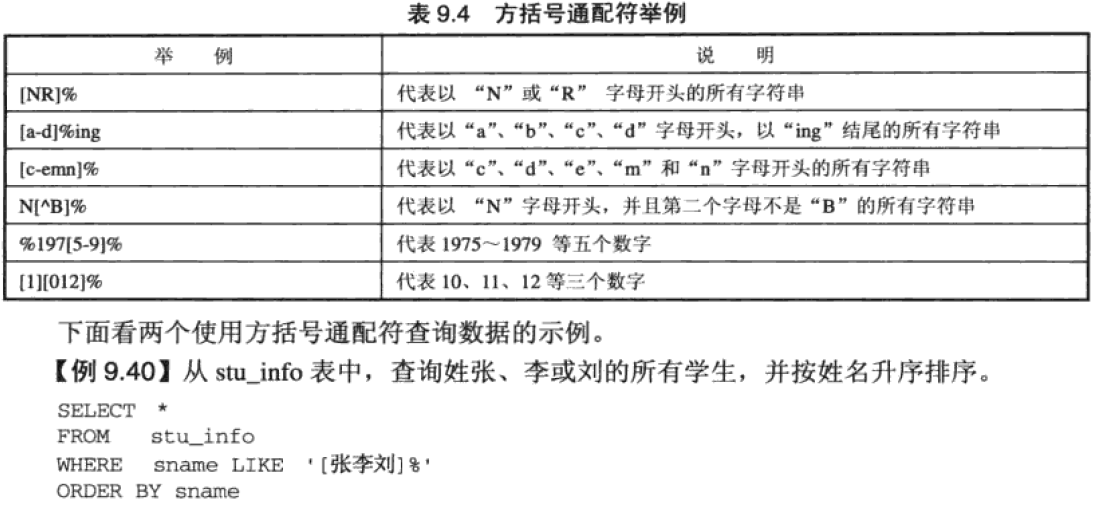 表 9.4 方括号通配符举例
举 例 说 明
[NR]% 代表以 “N”或“R” 字母开头的所有字符串
[a-d]%ing 代表以“a”、“b”、“c”、“d”字母开头，以“ing”结尾的所有字符串
[c-emn]% 代表以“c”、“d”、“e”、“m”和“n”字母开头的所有字符串
N[^B]% 代表以 “N”字母开头，并且第二个字母不是“B”的所有字符串
%197[5-9]% 代表 1975～1979 等五个数字
[1][012]% 代表 10、11、12 等三个数字
下面看两个使用方括号通配符查询数据的示例。
【例 9.40】从 stu_info 表中，查询姓张、李或刘的所有学生，并按姓名升序排序。
SELECT *
FROM stu_info
WHERE sname LIKE '[张李刘]%'
ORDER BY sname